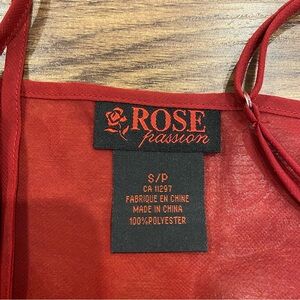 ROSE
passion
S/P
CA 11297
FABRIQUE EN CHINE
MADE IN CHINA
100%POLYESTER